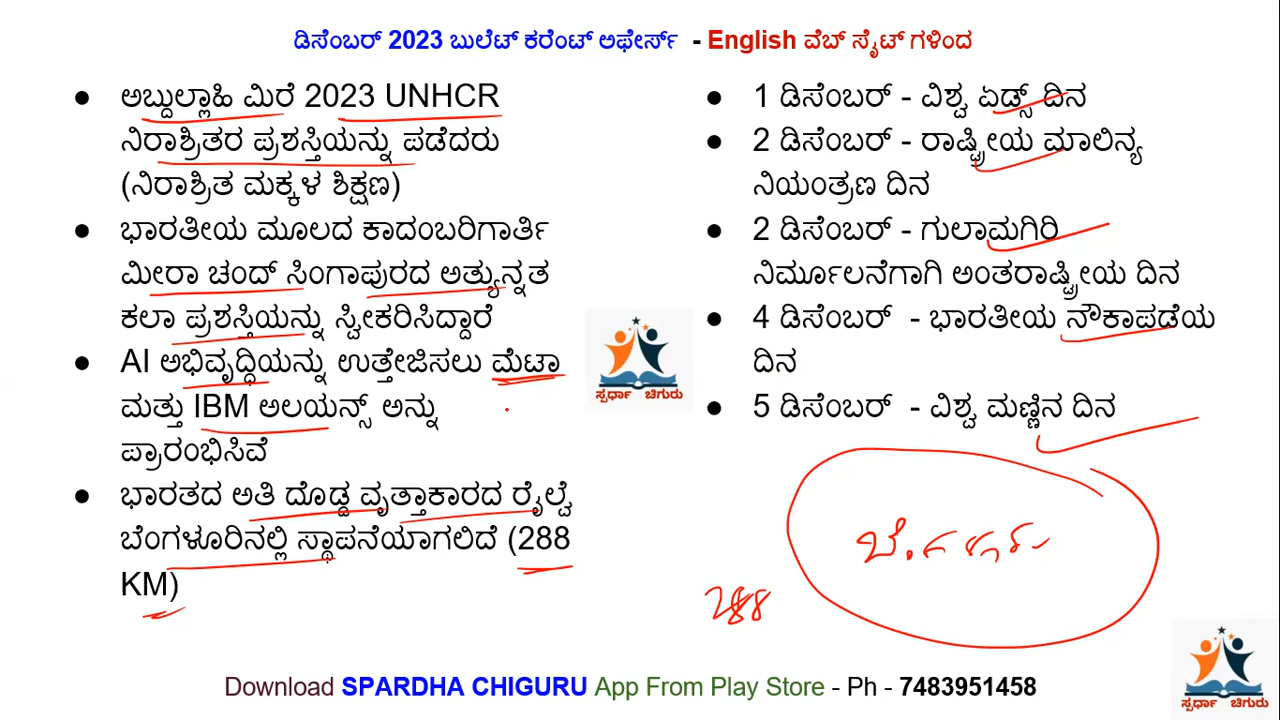 ಡಿಸೆಂಬರ್ 2023 ಬುಲೆಟ್ ಕರೆಂಟ್ ಅಫೇರ್ಸ್ - English ವೆಬ್ ಸೈಟ್ ಗಳಿಂದ
● ಅಬ್ದುಲ್ಲಾಹಿ ಮಿರೆ 2023 UNHCR
ನಿರಾಶ್ರಿತರ ಪ್ರಶಸ್ತಿಯನ್ನು ಪಡೆದರು
(ನಿರಾಶ್ರಿತ ಮಕ್ಕಳ ಶಿಕ್ಷಣ)
● ಭಾರತೀಯ ಮೂಲದ ಕಾದಂಬರಿಗಾರ್ತಿ
ಮೀರಾ ಚಂದ್ ಸಿಂಗಾಪುರದ ಅತ್ಯುನ್ನತ
ಕಲಾ ಪ್ರಶಸ್ತಿಯನ್ನು ಸ್ವೀಕರಿಸಿದ್ದಾರೆ
● AI ಅಭಿವೃದ್ಧಿಯನ್ನು ಉತ್ತೇಜಿಸಲು ಮೆಟಾ
ಮತ್ತು IBM ಅಲಯನ್ಸ್ ಅನ್ನು
ಪ್ರಾರಂಭಿಸಿವೆ
● ಭಾರತದ ಅತಿ ದೊಡ್ಡ ವೃತ್ತಾಕಾರದ ರೈಲ್ವೆ
ಬೆಂಗಳೂರಿನಲ್ಲಿ ಸ್ಥಾಪನೆಯಾಗಲಿದೆ (288
KM)
● 1 ಡಿಸೆಂಬರ್ - ವಿಶ್ವ ಏಡ್ಸ್ ದಿನ
● 2 ಡಿಸೆಂಬರ್ - ರಾಷ್ಟ್ರೀಯ ಮಾಲಿನ್ಯ
ನಿಯಂತ್ರಣ ದಿನ
● 2 ಡಿಸೆಂಬರ್ - ಗುಲಾಮಗಿರಿ
ನಿರ್ಮೂಲನೆಗಾಗಿ ಅಂತರಾಷ್ಟ್ರೀಯ ದಿನ
● 4 ಡಿಸೆಂಬರ್ - ಭಾರತೀಯ ನೌಕಾಪಡೆಯ
ದಿನ
● 5 ಡಿಸೆಂಬರ್ - ವಿಶ್ವ ಮಣ್ಣಿನ ದಿನ
288
ಸ್ಪರ್ಧಾ ಚಿಗುರು
ಸ್ಪರ್ಧಾ ಚಿಗುರು
Download SPARDHA CHIGURU App From Play Store - Ph - 7483951458